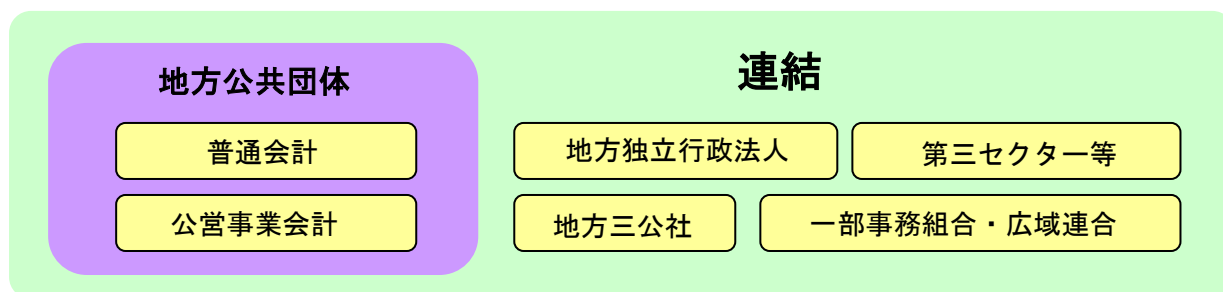 地方公共団体
普通会計
公営事業会計
連結
地方独立行政法人
第三セクター等
地方三公社
一部事務組合・広域連合